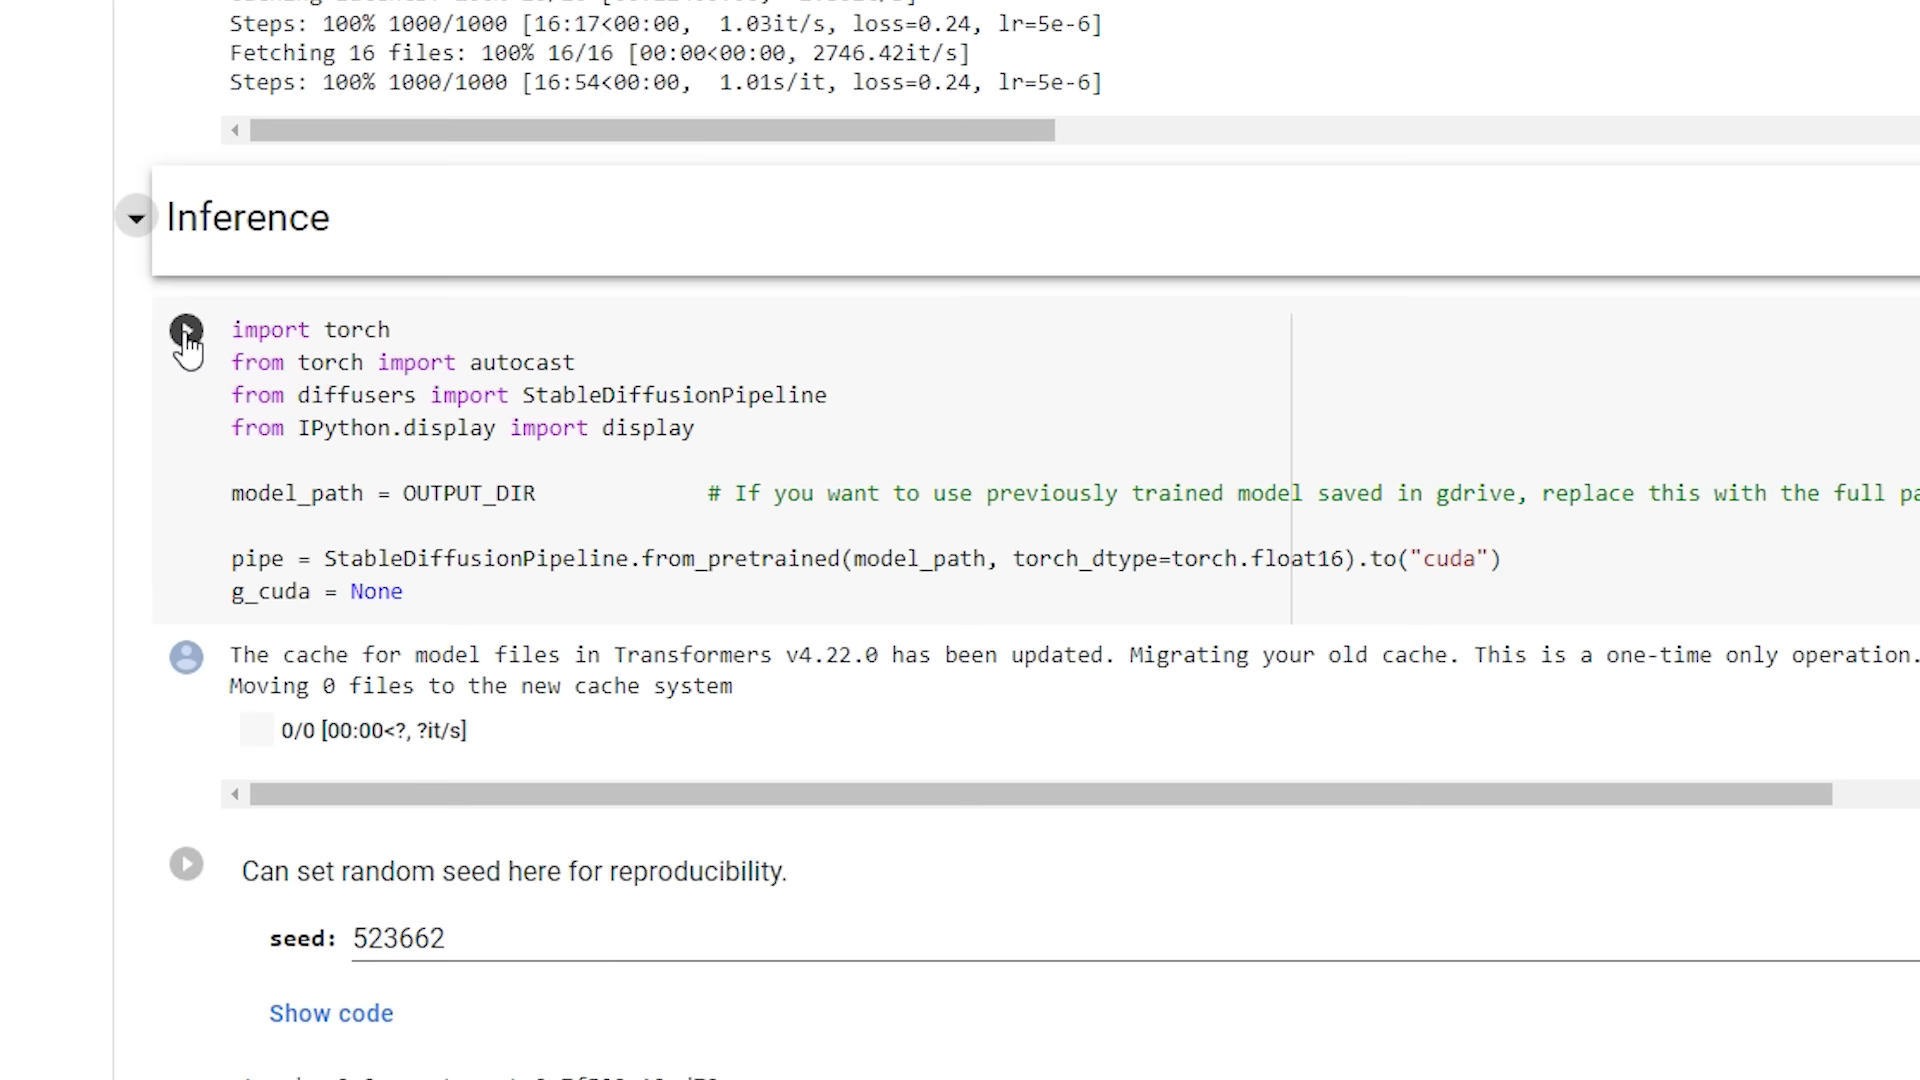 Steps: 100% 1000/1000 [16:17<00:00,  1.03it/s, loss=0.24, lr=5e-6]
Fetching 16 files: 100% 16/16 [00:00<00:00, 2746.42it/s]
Steps: 100% 1000/1000 [16:54<00:00,  1.01s/it, loss=0.24, lr=5e-6]
Inference
import torch
from torch import autocast
from diffusers import StableDiffusionPipeline
from IPython.display import display
model_path = OUTPUT_DIR             # If you want to use previously trained model saved in gdrive, replace this with the full
pipe = StableDiffusionPipeline.from_pretrained(model_path, torch_dtype=torch.float16).to("cuda")
g_cuda = None
The cache for model files in Transformers v4.22.0 has been updated. Migrating your old cache. This is a one-time only operation.
Moving 0 files to the new cache system
0/0 [00:00<?, ?it/s]
Can set random seed here for reproducibility.
seed: 523662
Show code